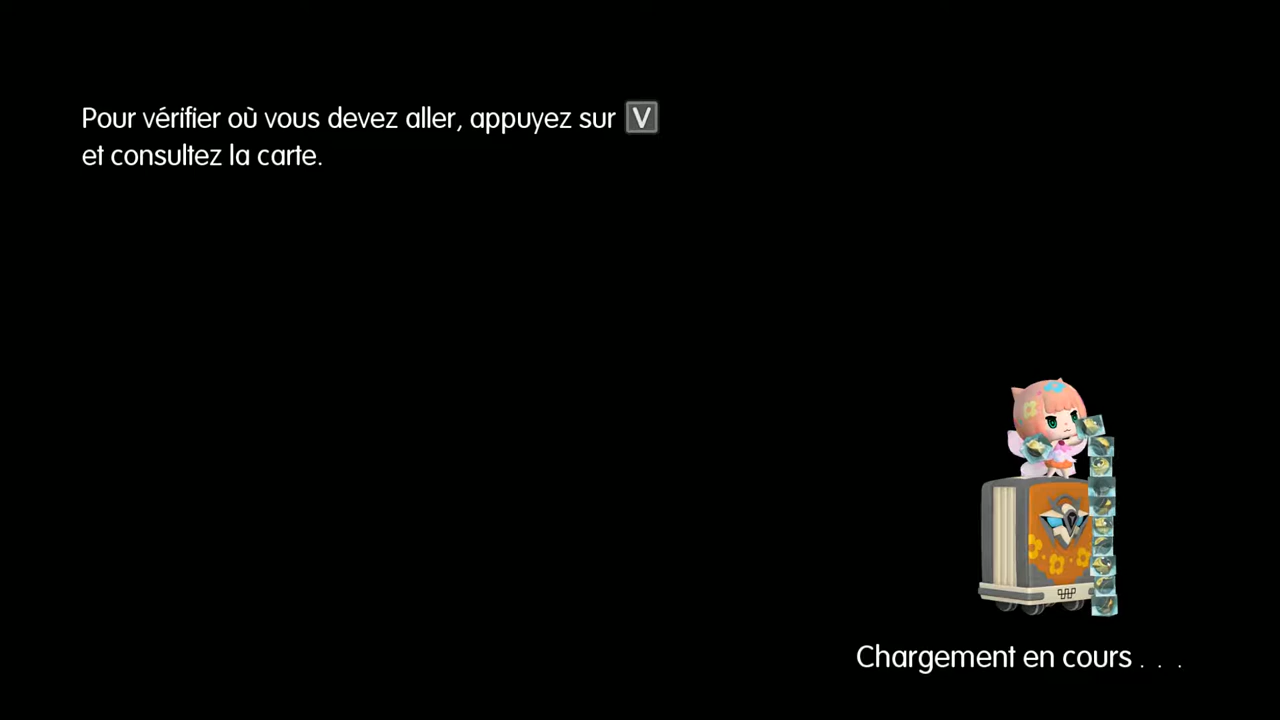 Pour vérifier où vous devez aller, appuyez sur V
et consultez la carte.
Chargement en cours . . .